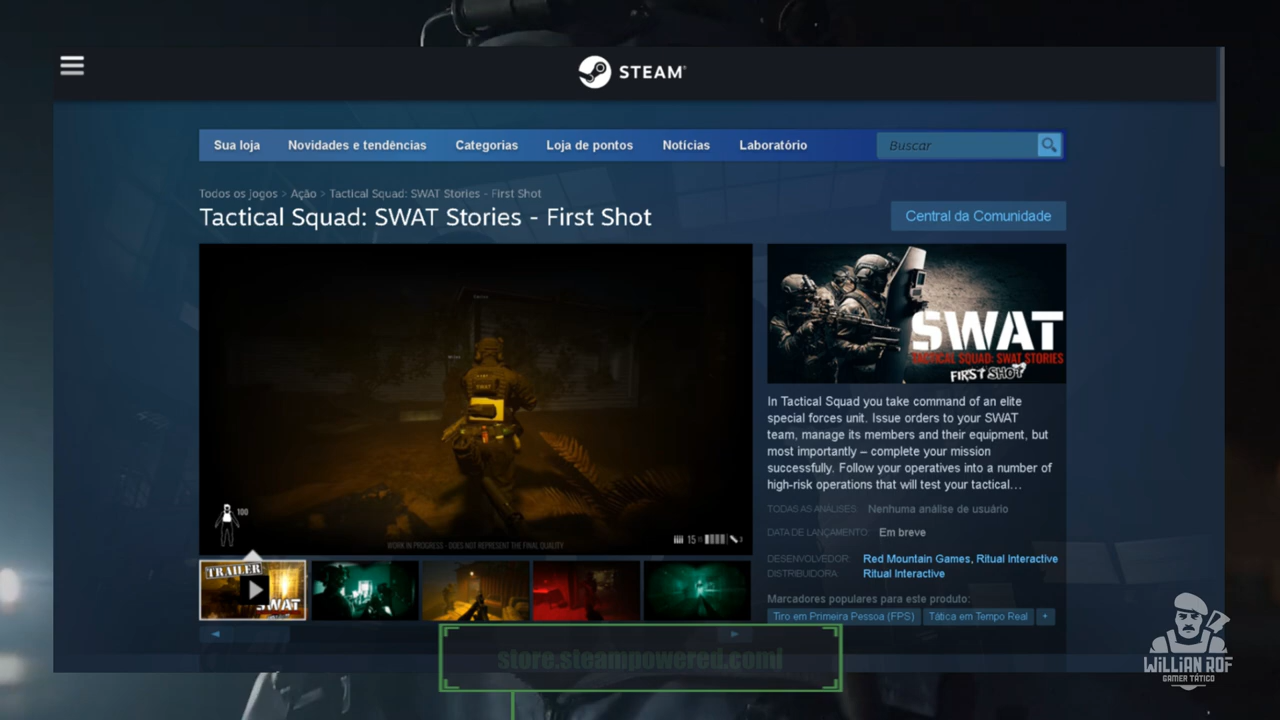 STEAM®
Sua loja
Novidades e tendências
Categorias
Loja de pontos
Notícias
Laboratório
Buscar
Todos os jogos > Ação > Tactical Squad: SWAT Stories - First Shot
Tactical Squad: SWAT Stories - First Shot
Central da Comunidade
SWAT
TACTICAL SQUAD: SWAT STORIES
FIRST SHOT
SWAT
100
15
WORK IN PROGRESS - DOES NOT REPRESENT THE FINAL QUALITY
In Tactical Squad you take command of an elite
special forces unit. Issue orders to your SWAT
team, manage its members and their equipment, but
most importantly – complete your mission
successfully. Follow your operatives into a number of
high-risk operations that will test your tactical…
TODAS AS ANÁLISES: Nenhuma análise de usuário
DATA DE LANÇAMENTO: Em breve
DESENVOLVEDOR: Red Mountain Games, Ritual Interactive
DISTRIBUIDORA: Ritual Interactive
Marcadores populares para este produto:
Tiro em Primeira Pessoa (FPS)
Tática em Tempo Real
+
TRAILER
SWAT
store.steampowered.com/
WILLIAN ROF
GAMER TÁTICO